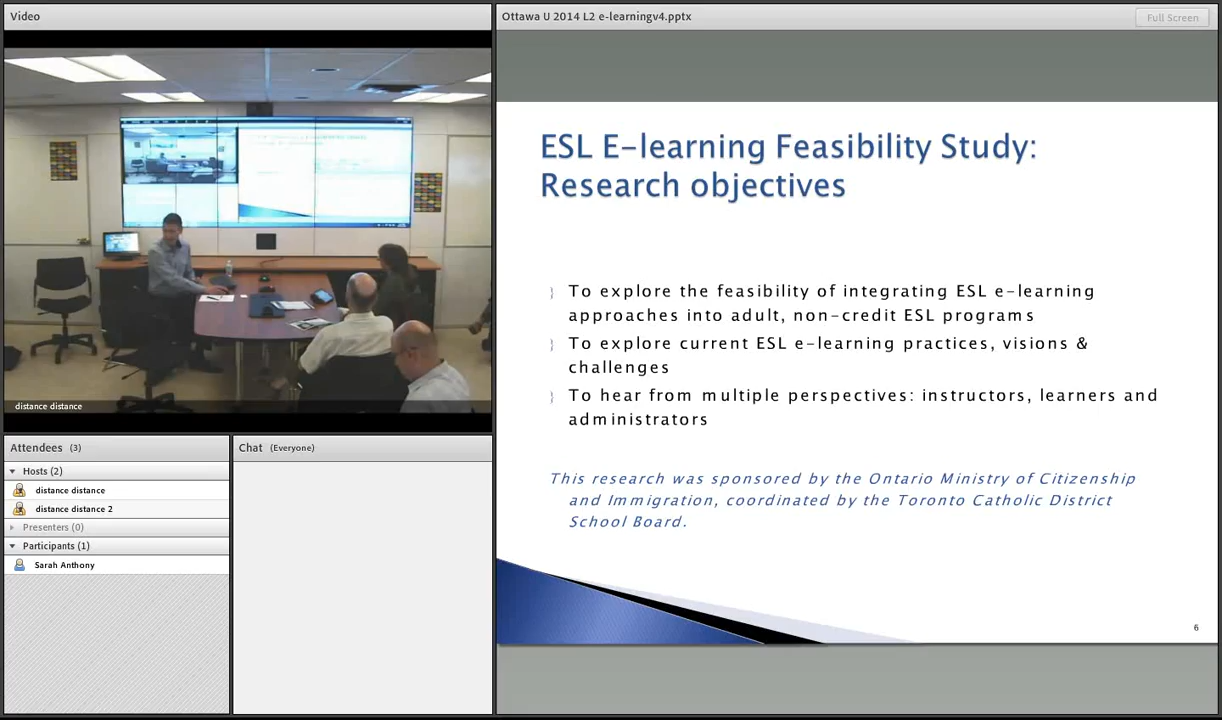 Video
distance distance
Attendees (3)
Hosts (2)
distance distance
distance distance 2
Presenters (0)
Participants (1)
Sarah Anthony
Chat (Everyone)
Ottawa U 2014 L2 e-learningv4.pptx
Full Screen
ESL E-learning Feasibility Study:
Research objectives
To explore the feasibility of integrating ESL e-learning
approaches into adult, non-credit ESL programs
To explore current ESL e-learning practices, visions &
challenges
To hear from multiple perspectives: instructors, learners and
administrators
This research was sponsored by the Ontario Ministry of Citizenship
and Immigration, coordinated by the Toronto Catholic District
School Board.
6